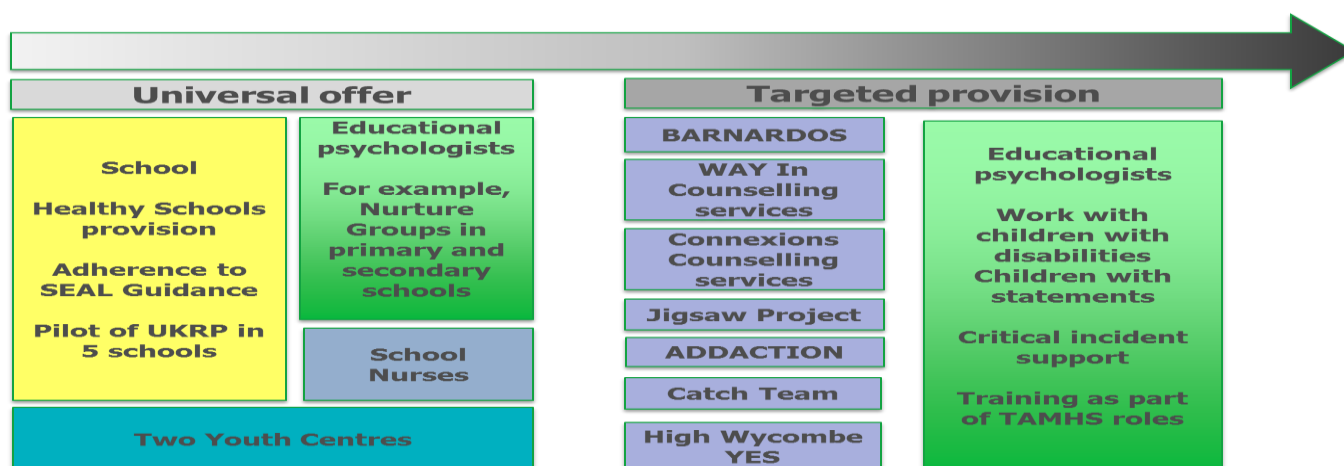 Universal offer
School
Healthy Schools
provision
Adherence to
SEAL Guidance
Pilot of UKRP in
5 schools
Educational
psychologists
For example,
Nurture
Groups in
primary and
secondary
schools
School
Nurses
Two Youth Centres
Targeted provision
BARNARDOS
WAY In
Counselling
services
Connexions
Counselling
services
Jigsaw Project
ADDACTION
Catch Team
High Wycombe
YES
Educational
psychologists
Work with
children with
disabilities
Children with
statements
Critical incident
support
Training as part
of TAMHS roles